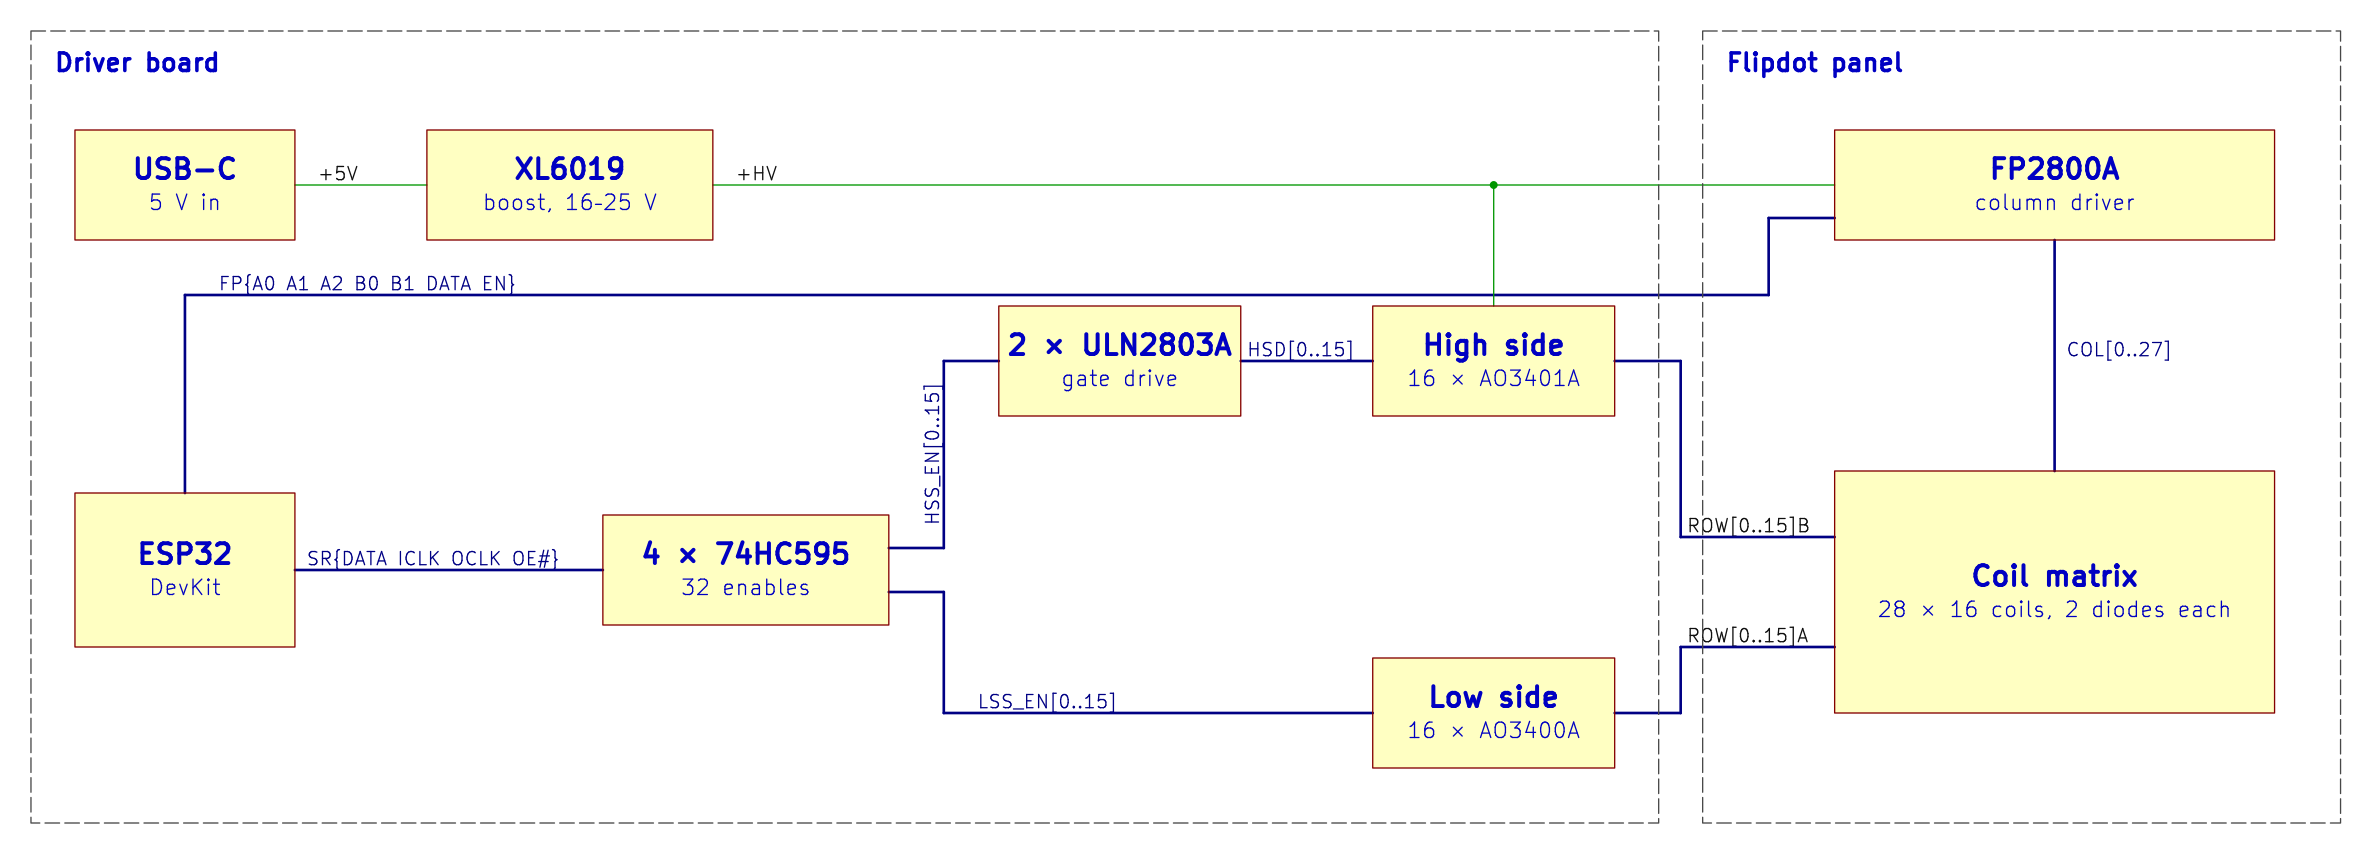 Driver board
Flipdot panel
USB-C
5 V in
+5V
XL6019
boost, 16-25 V
+HV
FP2800A
column driver
FP{A0 A1 A2 B0 B1 DATA EN}
2 × ULN2803A
gate drive
HSD[0..15]
High side
16 × AO3401A
COL[0..27]
HSS_EN[0..15]
ESP32
DevKit
SR{DATA ICLK OCLK OE#}
4 × 74HC595
32 enables
ROW[0..15]B
Coil matrix
28 × 16 coils, 2 diodes each
ROW[0..15]A
LSS_EN[0..15]
Low side
16 × AO3400A